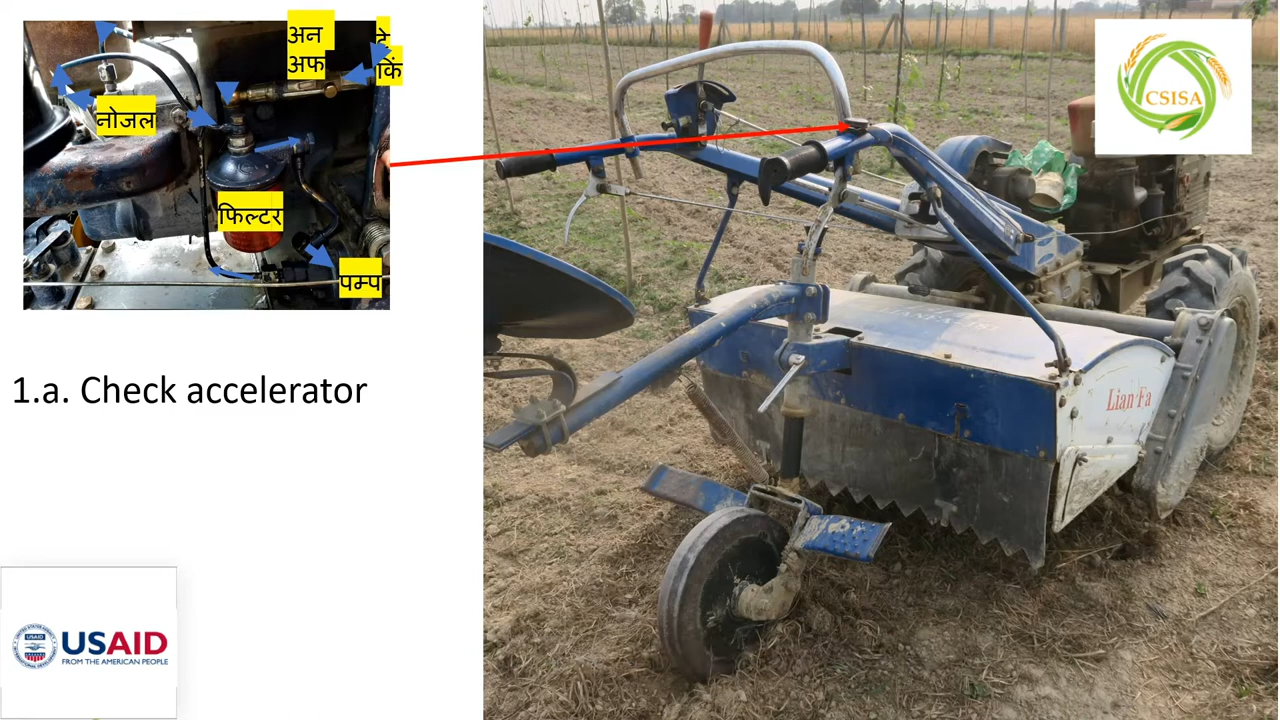 अन
अफ
टे
किं
नोजल
फिल्टर
पम्प
CSISA
1.a. Check accelerator
Lian Fa
USAID
FROM THE AMERICAN PEOPLE